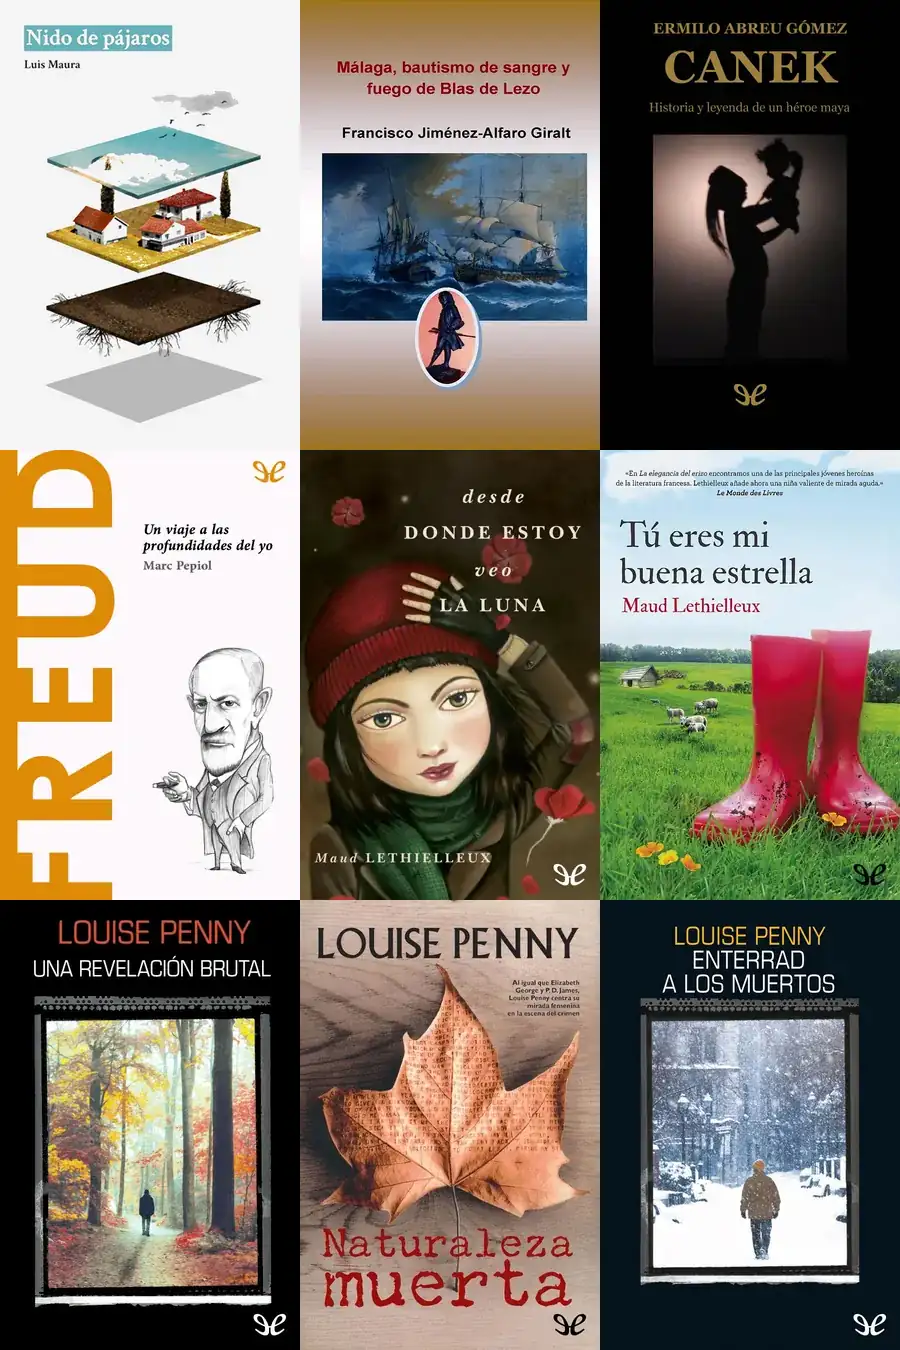 Nido de pájaros
Luis Maura
Málaga, bautismo de sangre y
fuego de Blas de Lezo
Francisco Jiménez-Alfaro Giralt
ERMILO ABREU GÓMEZ
CANEK
Historia y leyenda de un héroe maya
FREUD
Un viaje a las
profundidades del yo
Marc Pepiol
desde
DONDE ESTOY
veo
LA LUNA
Maud LETHIELLEUX
«En La elegancia del erizo encontramos una de las principales jóvenes heroínas
de la literatura francesa. Lethielleux añade ahora una niña valiente de mirada aguda.»
Le Monde des Livres
Tú eres mi
buena estrella
Maud Lethielleux
LOUISE PENNY
UNA REVELACIÓN BRUTAL
LOUISE PENNY
Al igual que Elizabeth
George y P. D. James,
Louise Penny centra su
mirada femenina
en la escena del crimen
Naturaleza
muerta
LOUISE PENNY
ENTERRAD
A LOS MUERTOS